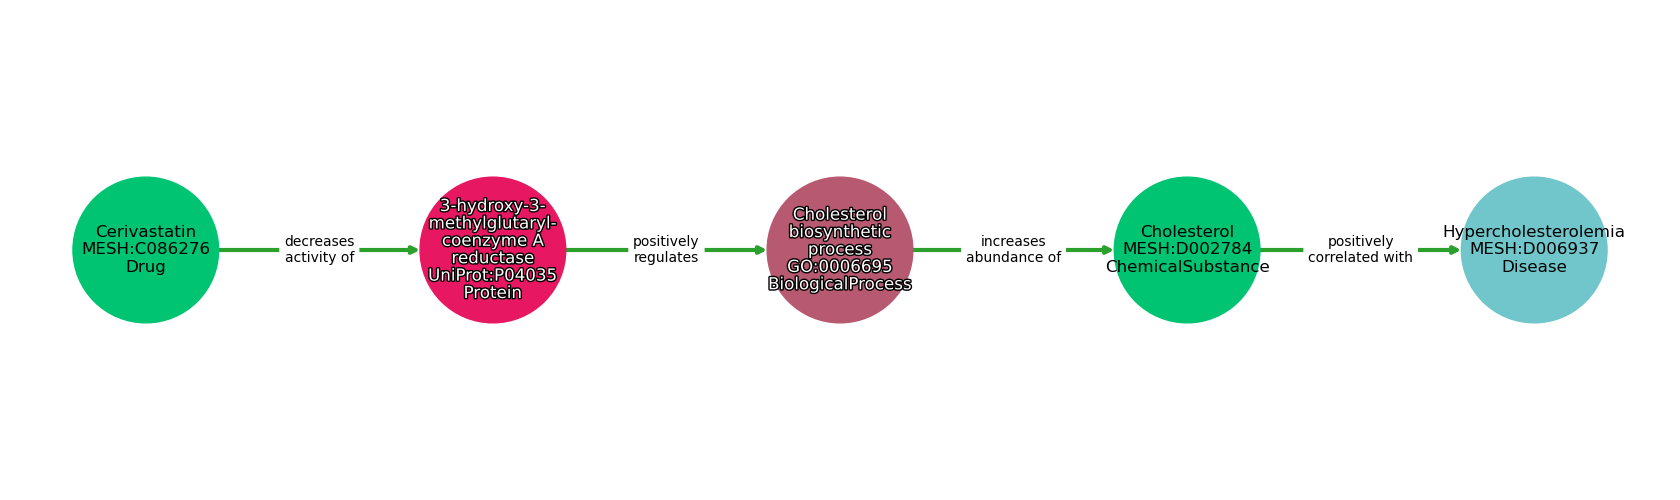 Cerivastatin
MESH:C086276
Drug
decreases
activity of
3-hydroxy-3-
methylglutaryl-
coenzyme A
reductase
UniProt:P04035
Protein
positively
regulates
Cholesterol
biosynthetic
process
GO:0006695
BiologicalProcess
increases
abundance of
Cholesterol
MESH:D002784
ChemicalSubstance
positively
correlated with
Hypercholesterolemia
MESH:D006937
Disease